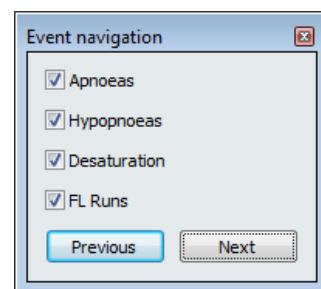 Event navigation
Apnoeas
Hypopnoeas
Desaturation
FL Runs
Previous Next